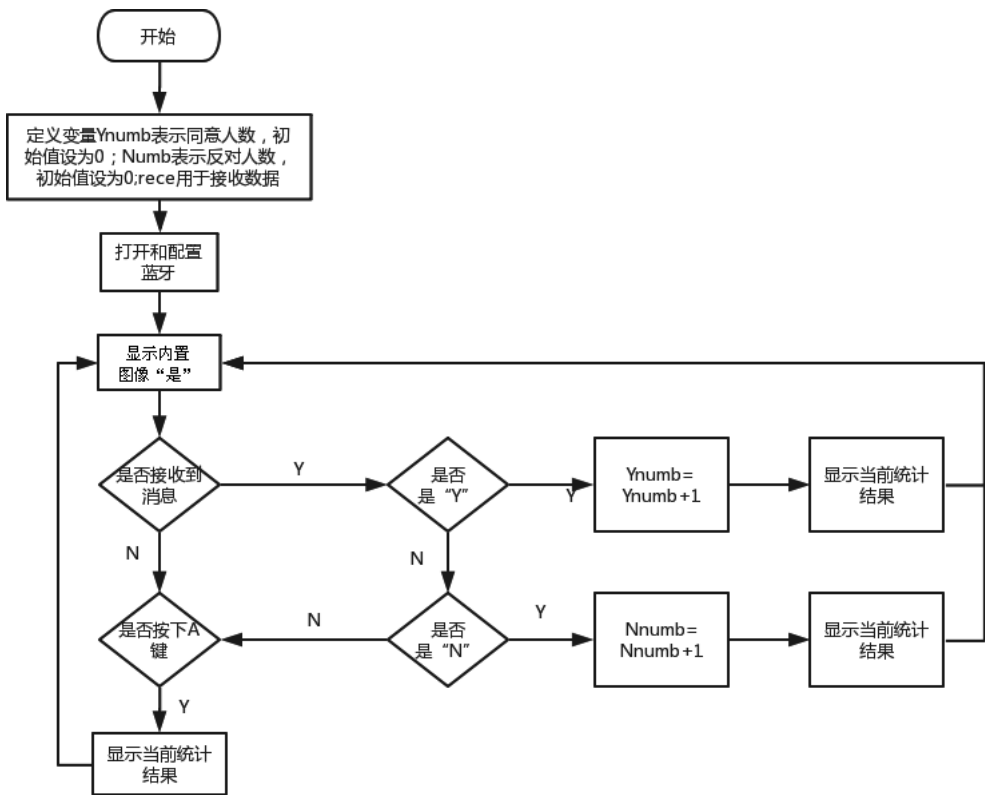 开始
定义变量Ynumb表示同意人数，初
始值设为0；Numb表示反对人数，
初始值设为0;rece用于接收数据
打开和配置
蓝牙
显示内置
图像“是”
是否接收到
消息
Y
是否
是“Y”
Y
Ynumb=
Ynumb+1
显示当前统计
结果
N
N
是否按下A
键
N
是否
是“N”
Y
Nnumb=
Nnumb+1
显示当前统计
结果
Y
显示当前统计
结果